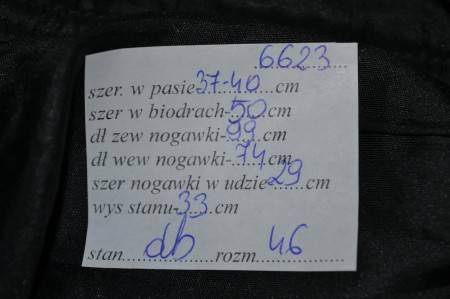 6623
szer. w pasie 37-40 cm
szer w biodrach- 50 cm
dł zew nogawki- 99 cm
dł wew nogawki- 74 cm
szer nogawki w udzie 29 cm
wys stanu- 33 cm
stan db rozm. 46